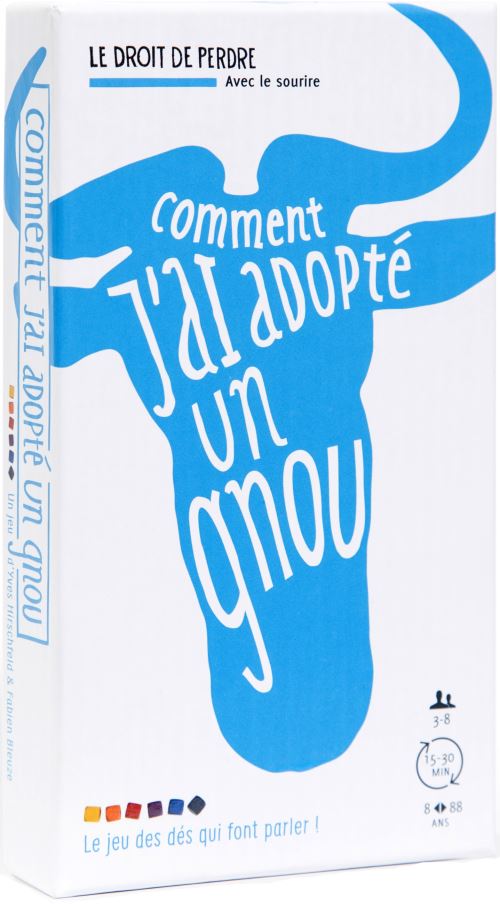 LE DROIT DE PERDRE
Avec le sourire
comment
J'AI ADOPTÉ
UN
gnou
3-8
15-30
MIN
8 88
ANS
Le jeu des dés qui font parler !
comment J'AI ADOPTÉ UN gnou
Un jeu d'Yves Hirschfeld & Fabien Bleuze